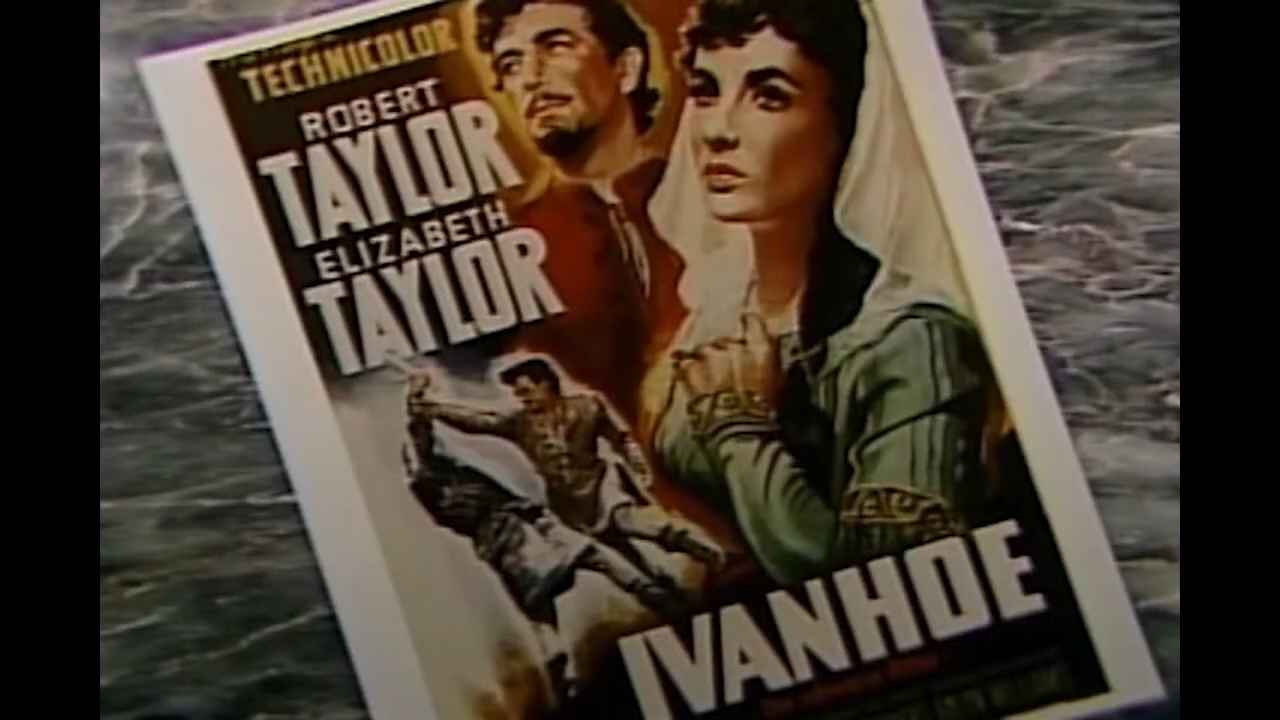 TECHNICOLOR
ROBERT
TAYLOR
ELIZABETH
TAYLOR
IVANHOE